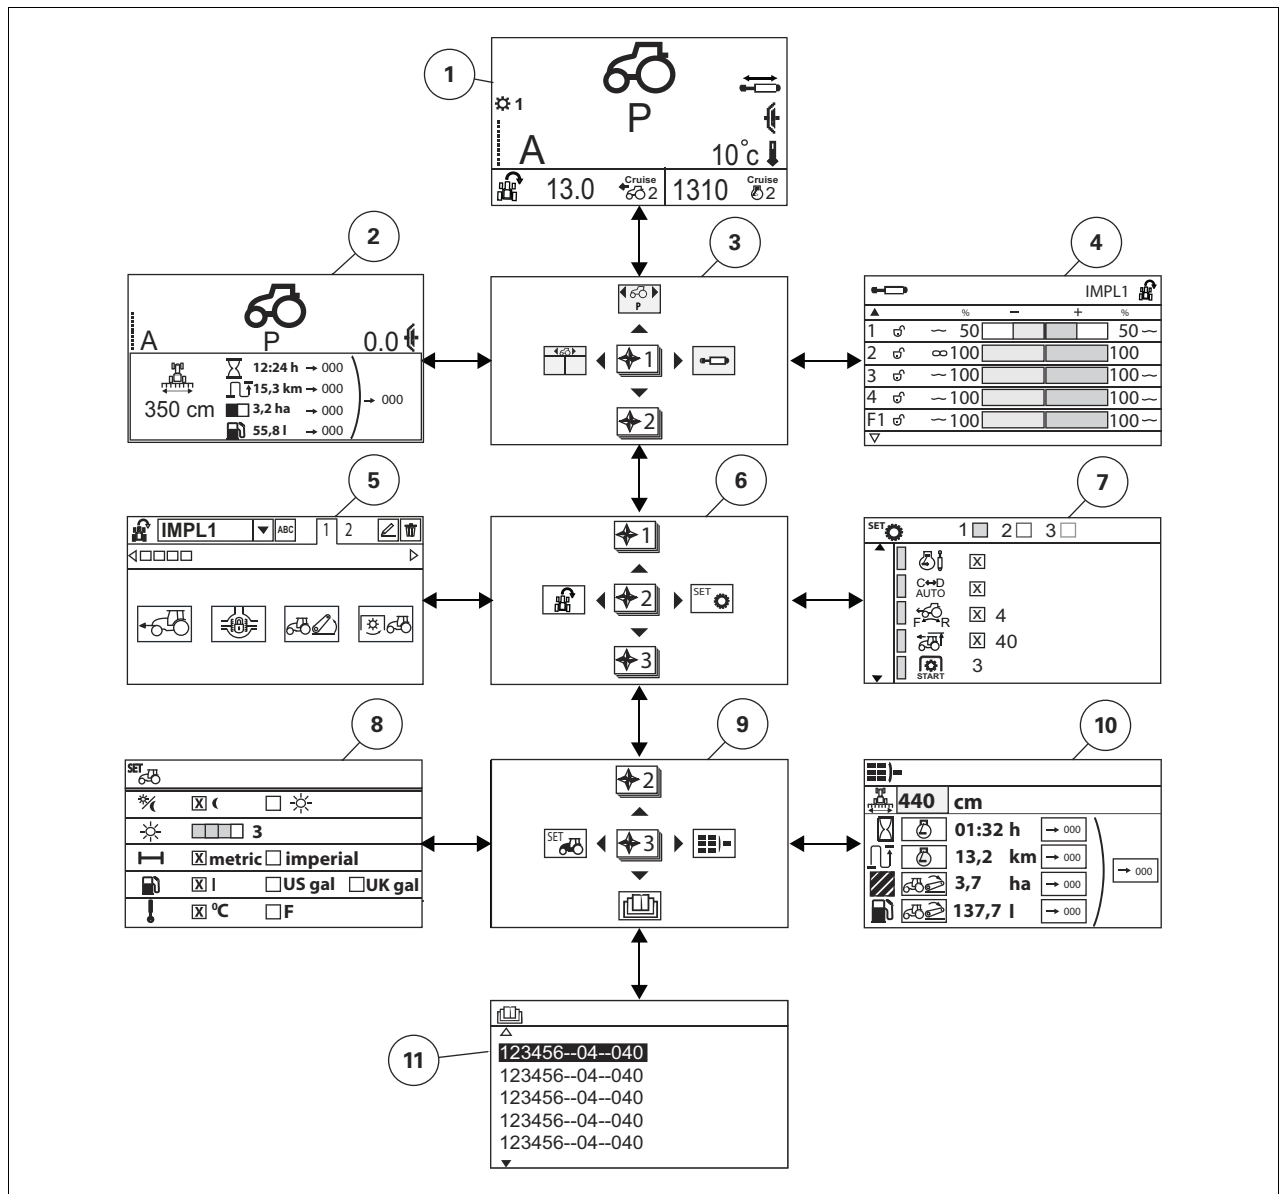 1
1
P
A
10°c
13.0
Cruise
2
1310
Cruise
2
2
A
P
0.0
350 cm
12:24 h → 000
15,3 km → 000
3,2 ha → 000
55,8 l → 000
→ 000
3
P
1
2
4
IMPL1
% − + %
1 50 50
2 100 100
3 100 100
4 100 100
F1 100 100
5
IMPL1
ABC
1 2
6
1
2
SET
3
7
SET
1 2 3
X
C↔D
AUTO
X
F R
X 4
X 40
START
3
8
SET
X
3
X metric imperial
X l US gal UK gal
X °C F
9
2
SET
3
10
440 cm
01:32 h → 000
13,2 km → 000
3,7 ha → 000
137,7 l → 000
→ 000
11
123456--04--040
123456--04--040
123456--04--040
123456--04--040
123456--04--040